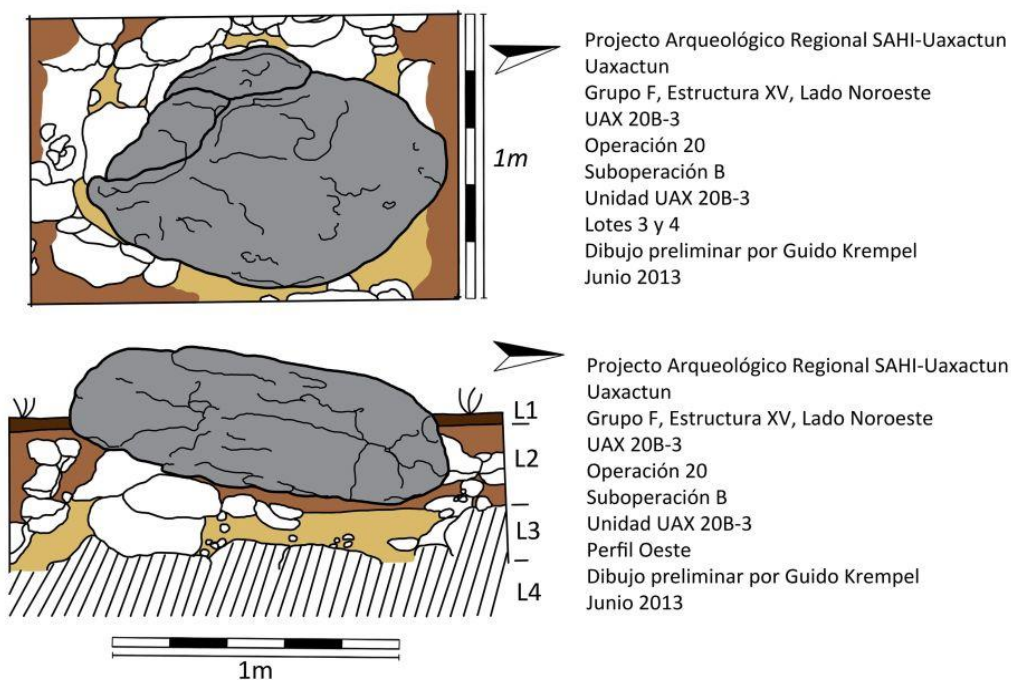 1m
Projecto Arqueológico Regional SAHI-Uaxactun
Uaxactun
Grupo F, Estructura XV, Lado Noroeste
UAX 20B-3
Operación 20
Suboperación B
Unidad UAX 20B-3
Lotes 3 y 4
Dibujo preliminar por Guido Krempel
Junio 2013
L1
L2
L3
L4
1m
Projecto Arqueológico Regional SAHI-Uaxactun
Uaxactun
Grupo F, Estructura XV, Lado Noroeste
UAX 20B-3
Operación 20
Suboperación B
Unidad UAX 20B-3
Perfil Oeste
Dibujo preliminar por Guido Krempel
Junio 2013